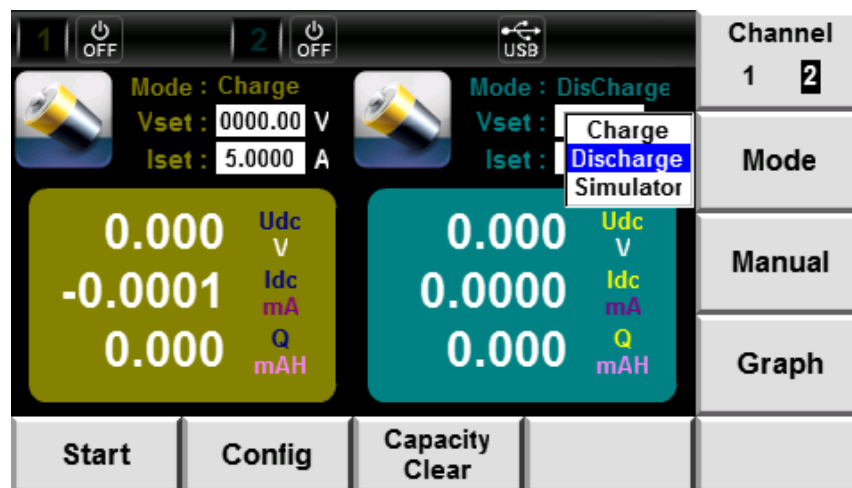 1 OFF 2 OFF USB
Channel
1 2
Mode : Charge
Vset : 0000.00 V
Iset : 5.0000 A
Mode : DisCharge
Vset :
Iset :
Charge
Discharge
Simulator
0.000 Udc V
-0.0001 Idc mA
0.000 Q mAH
0.000 Udc V
0.0000 Idc mA
0.000 Q mAH
Mode
Manual
Graph
Start
Config
Capacity
Clear